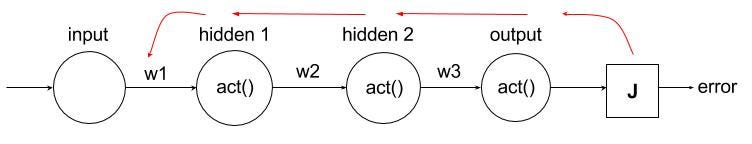 input
hidden 1
hidden 2
output
w1
act()
w2
act()
w3
act()
J
error